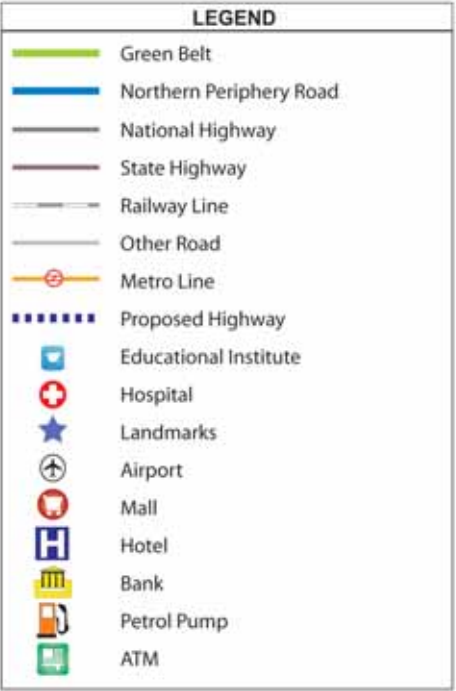 LEGEND
Green Belt
Northern Periphery Road
National Highway
State Highway
Railway Line
Other Road
Metro Line
Proposed Highway
Educational Institute
Hospital
Landmarks
Airport
Mall
H Hotel
Bank
Petrol Pump
ATM